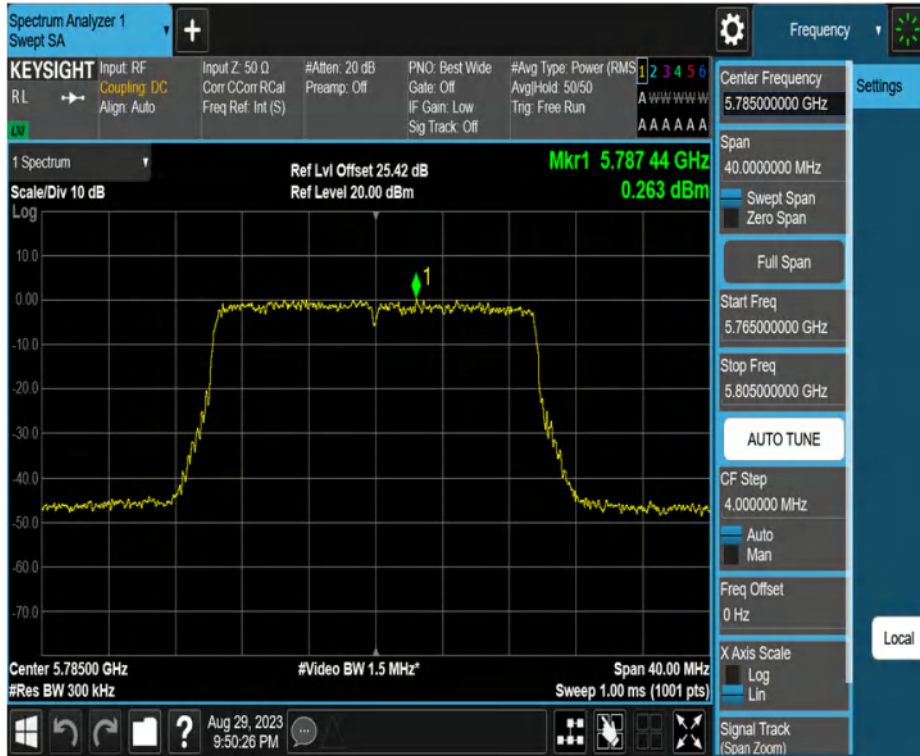 Spectrum Analyzer 1
Swept SA
Frequency
KEYSIGHT
RL
LXI
Input: RF
Coupling: DC
Align: Auto
Input Z: 50 Ω
Corr CCorr RCal
Freq Ref: Int (S)
#Atten: 20 dB
Preamp: Off
PNO: Best Wide
Gate: Off
IF Gain: Low
Sig Track: Off
#Avg Type: Power (RMS
Avg|Hold: 50/50
Trig: Free Run
1 2 3 4 5 6
A W W W W W
A A A A A A
1 Spectrum
Scale/Div 10 dB
Log
Ref Lvl Offset 25.42 dB
Ref Level 20.00 dBm
Mkr1 5.787 44 GHz
0.263 dBm
10.0
0.00
-10.0
-20.0
-30.0
-40.0
-50.0
-60.0
-70.0
1
Center 5.78500 GHz
#Res BW 300 kHz
#Video BW 1.5 MHz*
Span 40.00 MHz
Sweep 1.00 ms (1001 pts)
Aug 29, 2023
9:50:26 PM
Center Frequency
5.785000000 GHz
Settings
Span
40.0000000 MHz
Swept Span
Zero Span
Full Span
Start Freq
5.765000000 GHz
Stop Freq
5.805000000 GHz
AUTO TUNE
CF Step
4.000000 MHz
Auto
Man
Freq Offset
0 Hz
Local
X Axis Scale
Log
Lin
Signal Track
(Span Zoom)